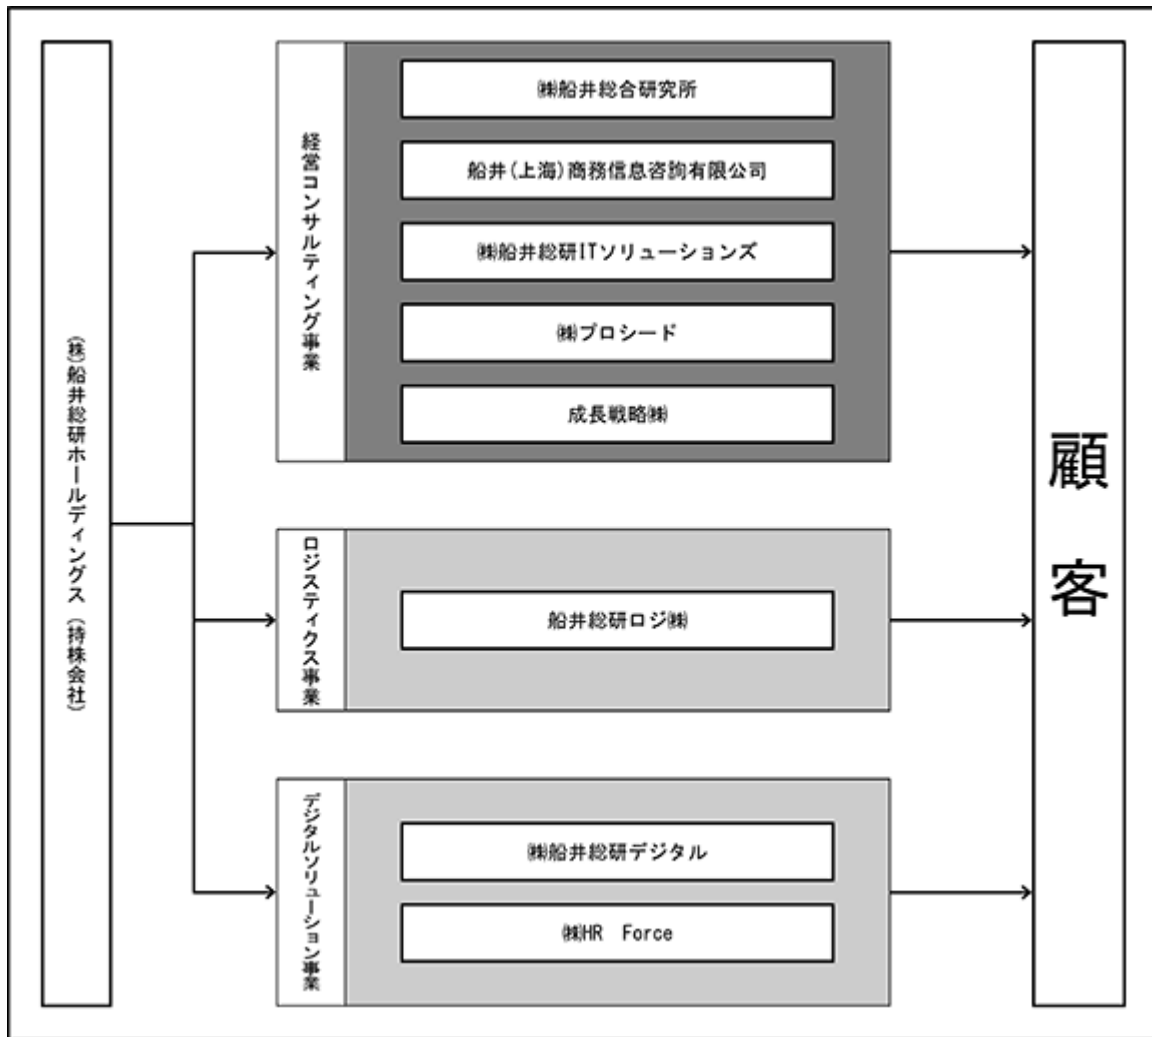 (株)船井総研ホールディングス(持株会社)
経営コンサルティング事業
㈱船井総合研究所
船井(上海)商務信息咨詢有限公司
㈱船井総研ITソリューションズ
㈱プロシード
成長戦略㈱
ロジスティクス事業
船井総研ロジ㈱
デジタルソリューション事業
㈱船井総研デジタル
㈱HR Force
顧客